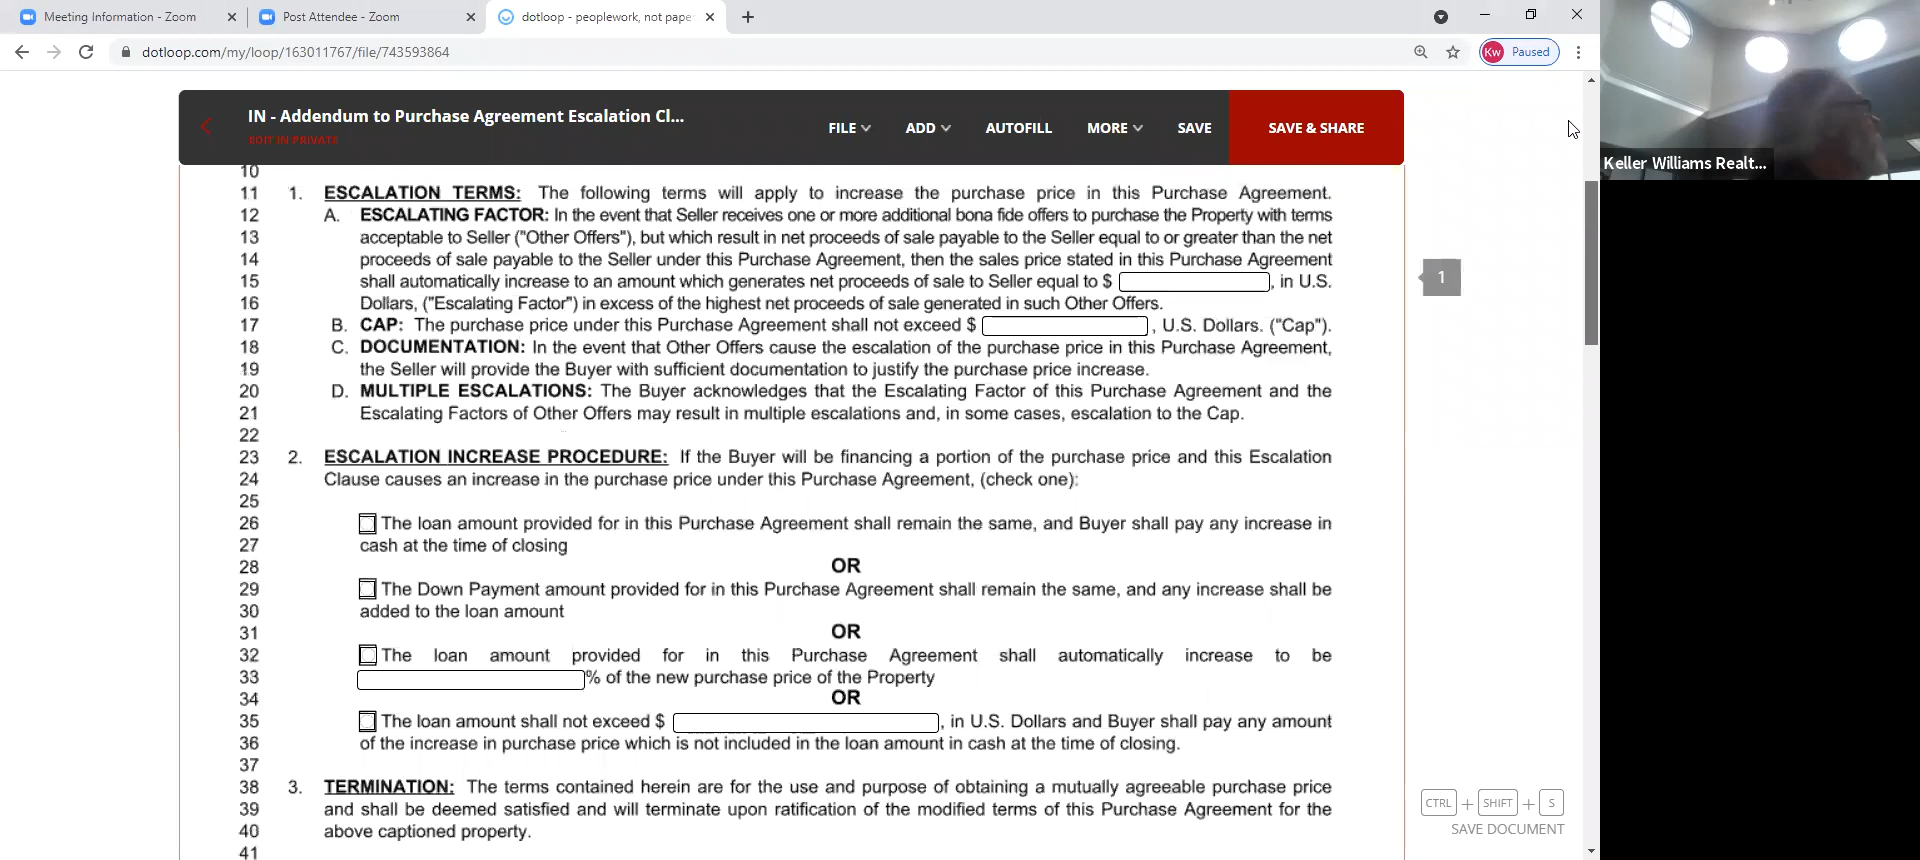 Meeting Information - Zoom
Post Attendee - Zoom
dotloop - peoplework, not pape
dotloop.com/my/loop/163011767/file/743593864
Kw Paused
IN - Addendum to Purchase Agreement Escalation Cl...
EDIT IN PRIVATE
FILE ADD AUTOFILL MORE SAVE SAVE & SHARE
Keller Williams Realt...
10
11 1. ESCALATION TERMS: The following terms will apply to increase the purchase price in this Purchase Agreement.
12 A. ESCALATING FACTOR: In the event that Seller receives one or more additional bona fide offers to purchase the Property with terms
13 acceptable to Seller ("Other Offers"), but which result in net proceeds of sale payable to the Seller equal to or greater than the net
14 proceeds of sale payable to the Seller under this Purchase Agreement, then the sales price stated in this Purchase Agreement
15 shall automatically increase to an amount which generates net proceeds of sale to Seller equal to $ , in U.S.
16 Dollars, ("Escalating Factor") in excess of the highest net proceeds of sale generated in such Other Offers.
17 B. CAP: The purchase price under this Purchase Agreement shall not exceed $ , U.S. Dollars. ("Cap").
18 C. DOCUMENTATION: In the event that Other Offers cause the escalation of the purchase price in this Purchase Agreement,
19 the Seller will provide the Buyer with sufficient documentation to justify the purchase price increase.
20 D. MULTIPLE ESCALATIONS: The Buyer acknowledges that the Escalating Factor of this Purchase Agreement and the
21 Escalating Factors of Other Offers may result in multiple escalations and, in some cases, escalation to the Cap.
22
23 2. ESCALATION INCREASE PROCEDURE: If the Buyer will be financing a portion of the purchase price and this Escalation
24 Clause causes an increase in the purchase price under this Purchase Agreement, (check one):
25
26 The loan amount provided for in this Purchase Agreement shall remain the same, and Buyer shall pay any increase in
27 cash at the time of closing
28 OR
29 The Down Payment amount provided for in this Purchase Agreement shall remain the same, and any increase shall be
30 added to the loan amount
31 OR
32 The loan amount provided for in this Purchase Agreement shall automatically increase to be
33 % of the new purchase price of the Property
34 OR
35 The loan amount shall not exceed $ , in U.S. Dollars and Buyer shall pay any amount
36 of the increase in purchase price which is not included in the loan amount in cash at the time of closing.
37
38 3. TERMINATION: The terms contained herein are for the use and purpose of obtaining a mutually agreeable purchase price
39 and shall be deemed satisfied and will terminate upon ratification of the modified terms of this Purchase Agreement for the
40 above captioned property.
41
1
CTRL + SHIFT + S
SAVE DOCUMENT